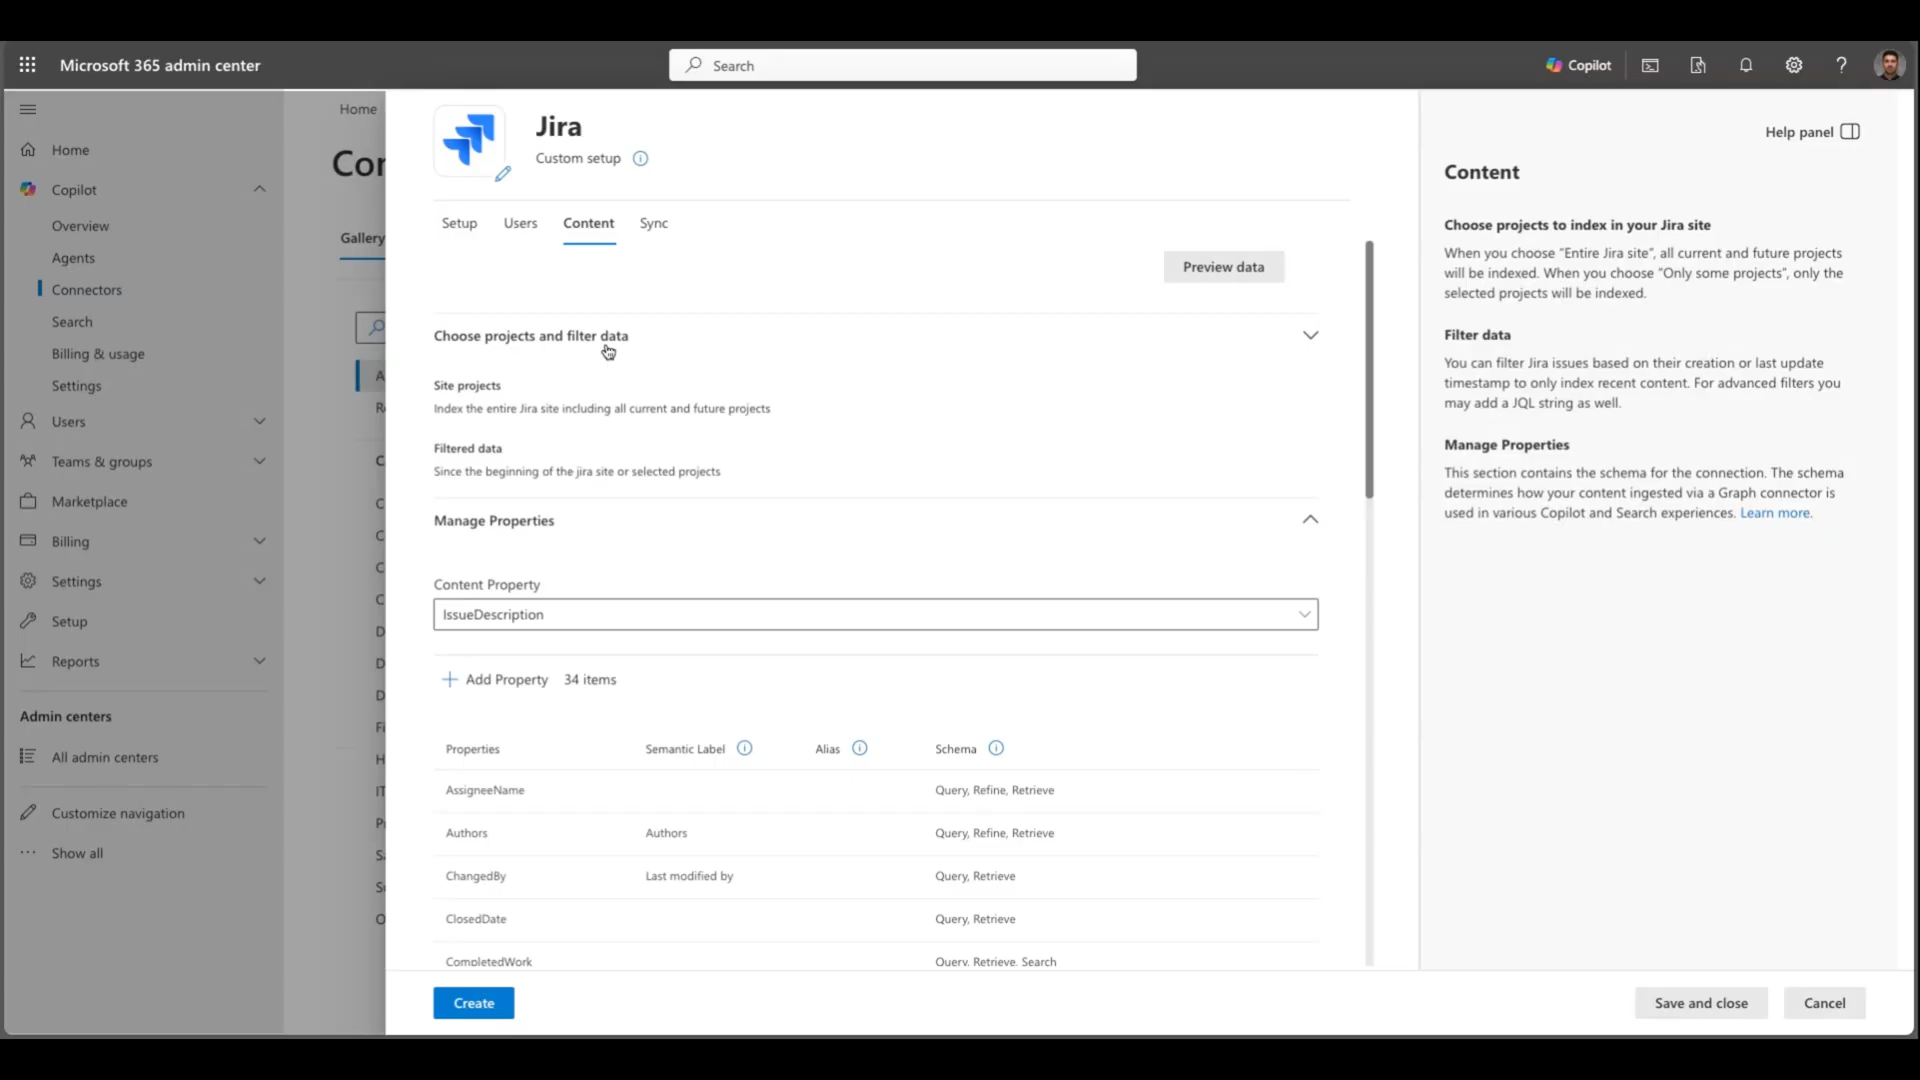 Microsoft 365 admin center
Search
Copilot
Home
Copilot
Overview
Agents
Connectors
Search
Billing & usage
Settings
Users
Teams & groups
Marketplace
Billing
Settings
Setup
Reports
Admin centers
All admin centers
Customize navigation
Show all
Home
Gallery
Jira
Custom setup
Setup Users Content Sync
Preview data
Choose projects and filter data
Site projects
Index the entire Jira site including all current and future projects
Filtered data
Since the beginning of the jira site or selected projects
Manage Properties
Content Property
IssueDescription
Add Property 34 items
Properties Semantic Label Alias Schema
AssigneeName Query, Refine, Retrieve
Authors Authors Query, Refine, Retrieve
ChangedBy Last modified by Query, Retrieve
ClosedDate Query, Retrieve
CompletedWork Query, Retrieve, Search
Create
Save and close
Cancel
Help panel
Content
Choose projects to index in your Jira site
When you choose “Entire Jira site”, all current and future projects
will be indexed. When you choose “Only some projects”, only the
selected projects will be indexed.
Filter data
You can filter Jira issues based on their creation or last update
timestamp to only index recent content. For advanced filters you
may add a JQL string as well.
Manage Properties
This section contains the schema for the connection. The schema
determines how your content ingested via a Graph connector is
used in various Copilot and Search experiences. Learn more.